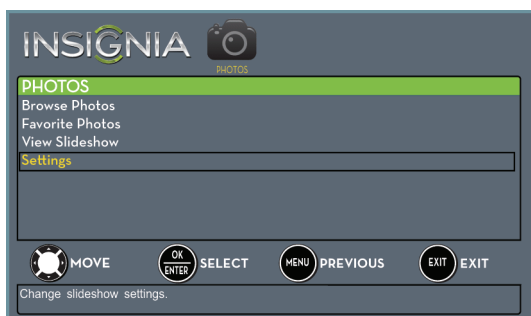 INSIGNIA
PHOTOS
PHOTOS
Browse Photos
Favorite Photos
View Slideshow
Settings
MOVE
OK
ENTER
SELECT
MENU
PREVIOUS
EXIT
EXIT
Change slideshow settings.